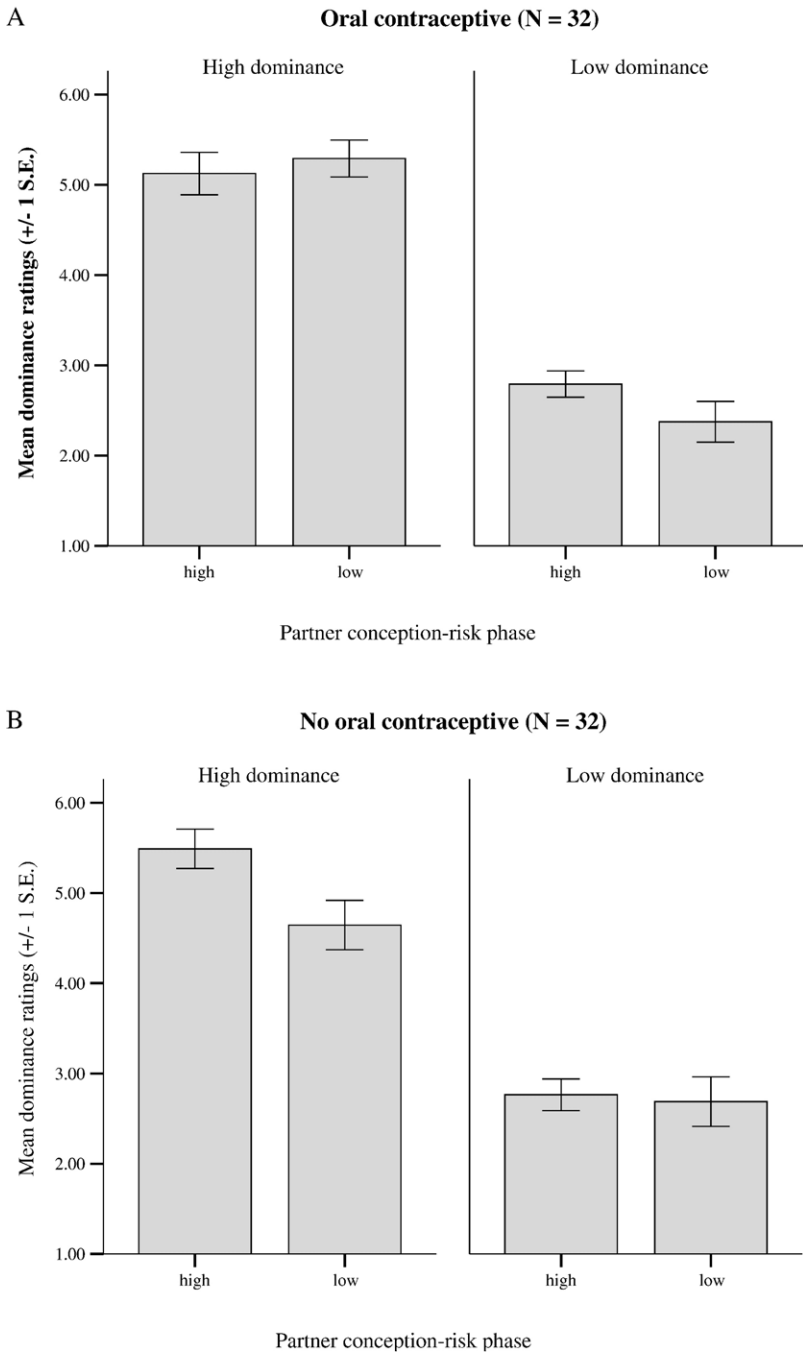 A
Oral contraceptive (N = 32)
High dominance
Low dominance
Mean dominance ratings (+/- 1 S.E.)
6.00
5.00
4.00
3.00
2.00
1.00
high
low
high
low
Partner conception-risk phase
B
No oral contraceptive (N = 32)
High dominance
Low dominance
Mean dominance ratings (+/- 1 S.E.)
6.00
5.00
4.00
3.00
2.00
1.00
high
low
high
low
Partner conception-risk phase